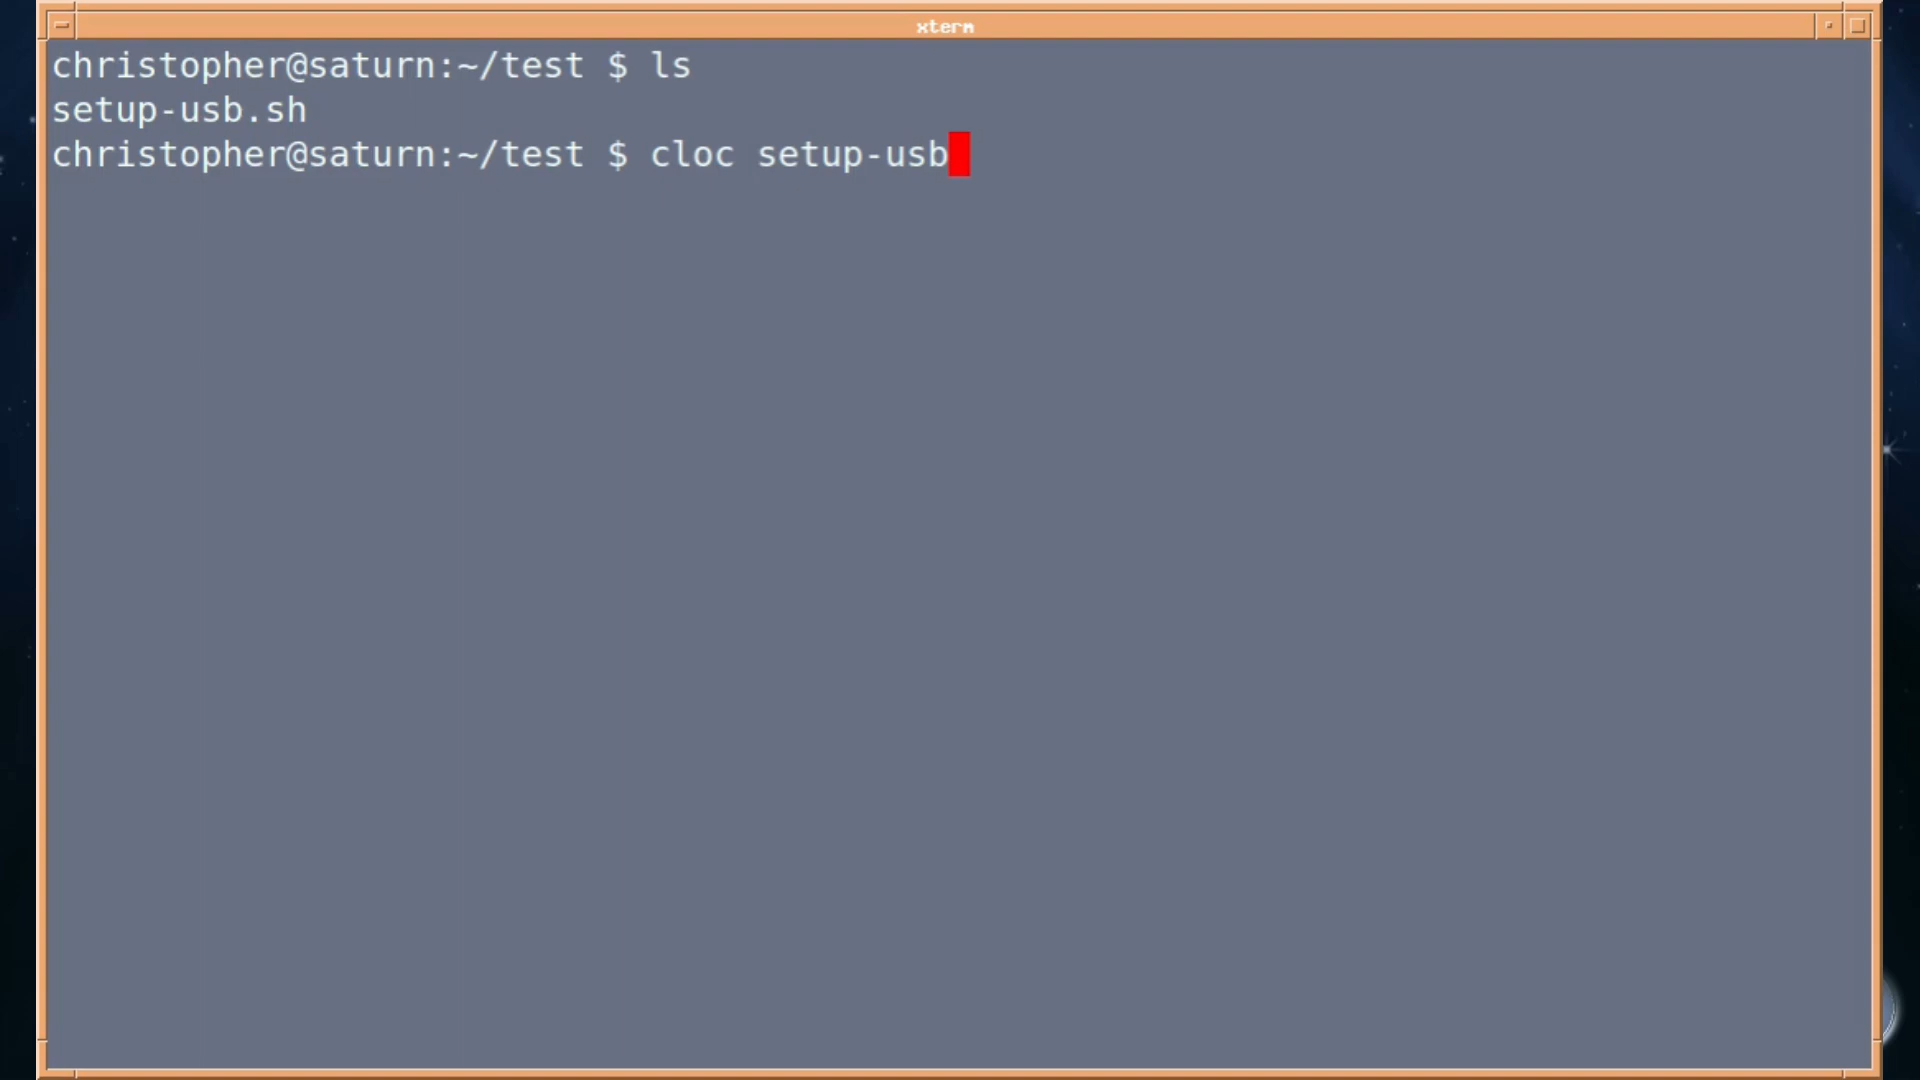 xterm
christopher@saturn:~/test $ ls
setup-usb.sh
christopher@saturn:~/test $ cloc setup-usb